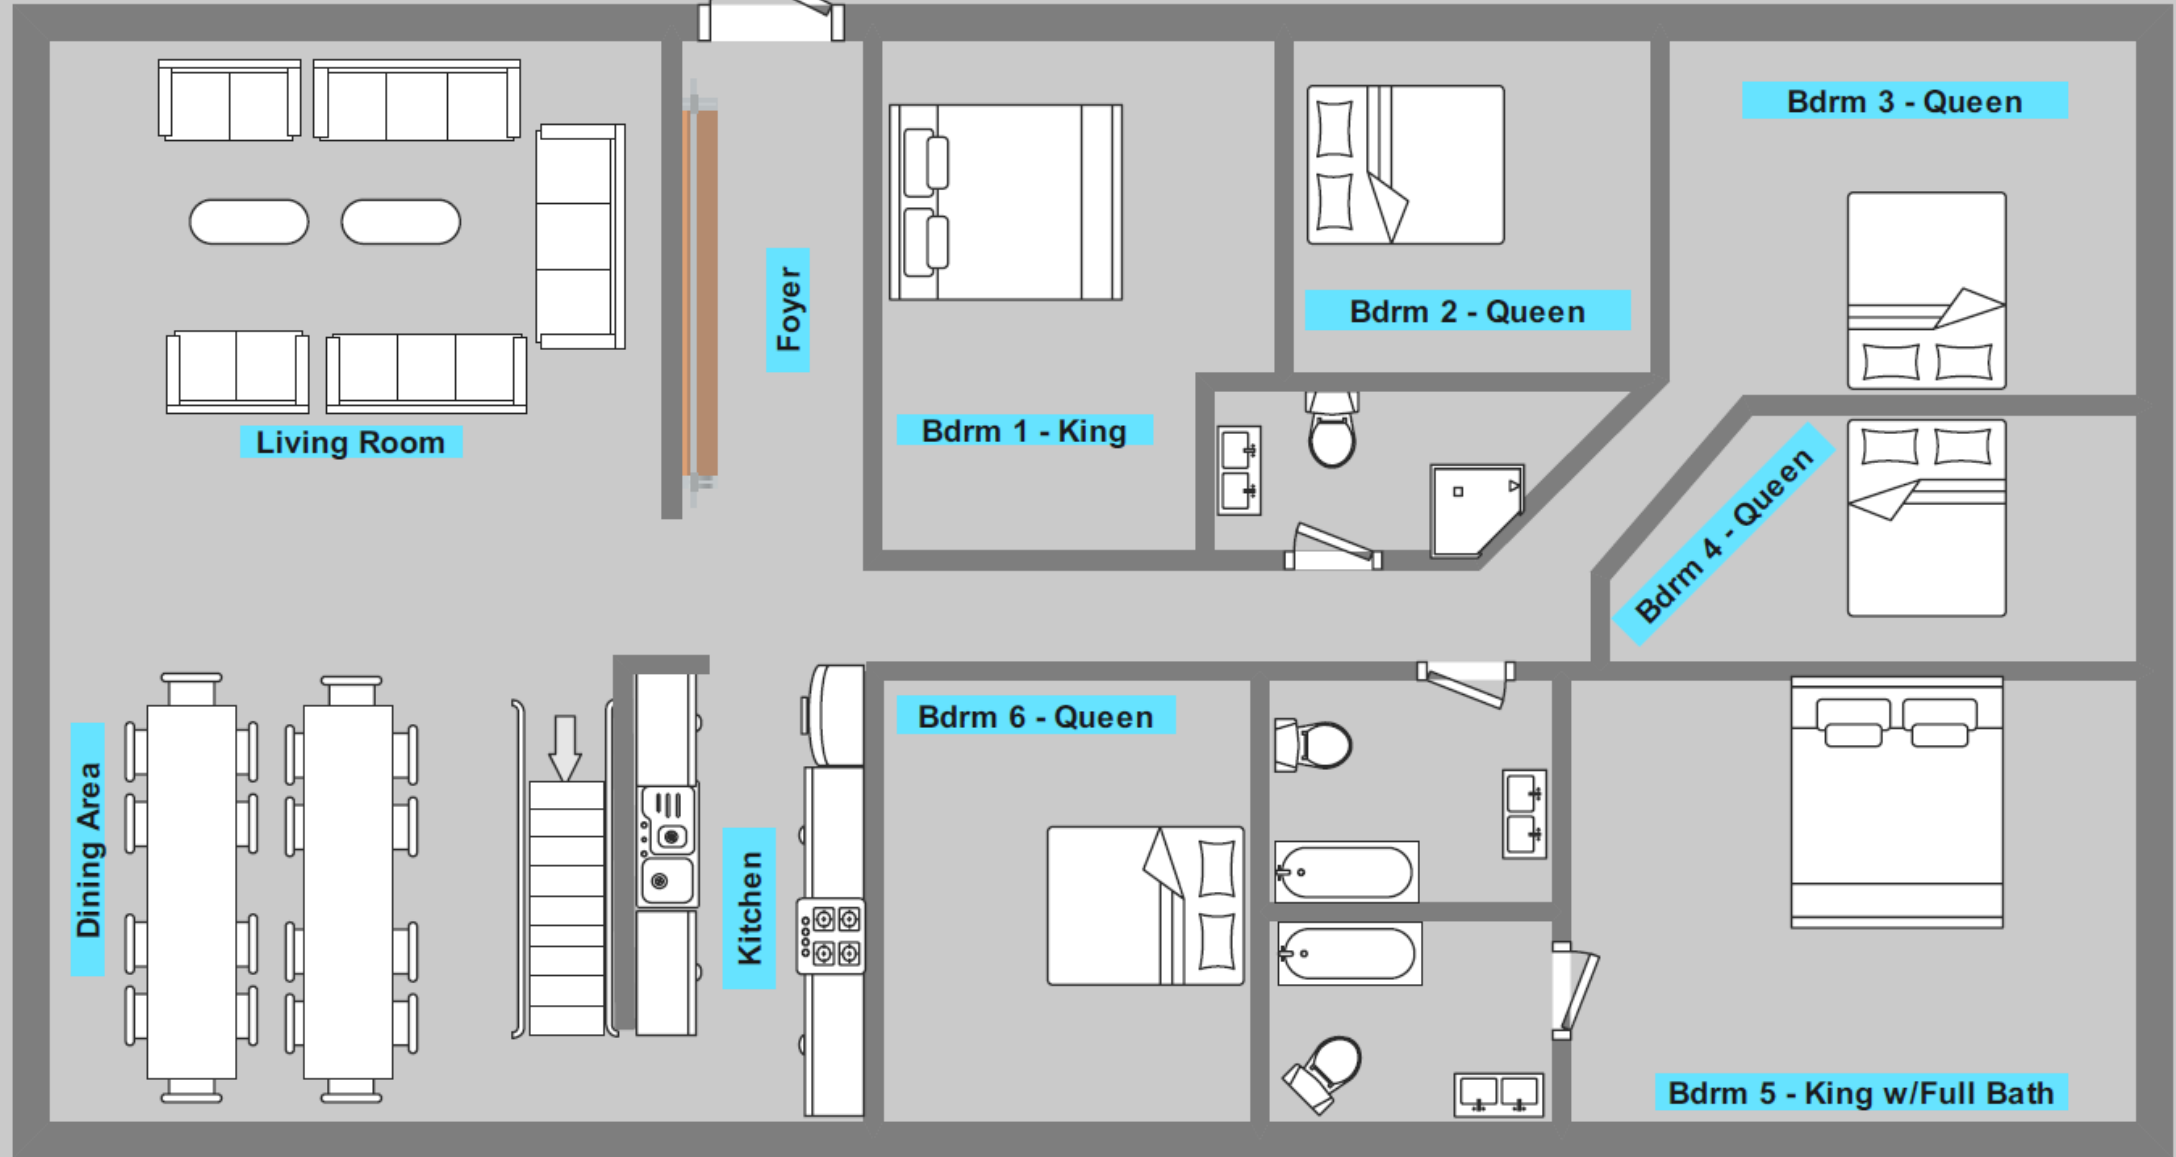 Bdrm 3 - Queen
Foyer
Bdrm 2 - Queen
Bdrm 1 - King
Living Room
Bdrm 4 - Queen
Bdrm 6 - Queen
Dining Area
Kitchen
Bdrm 5 - King w/Full Bath